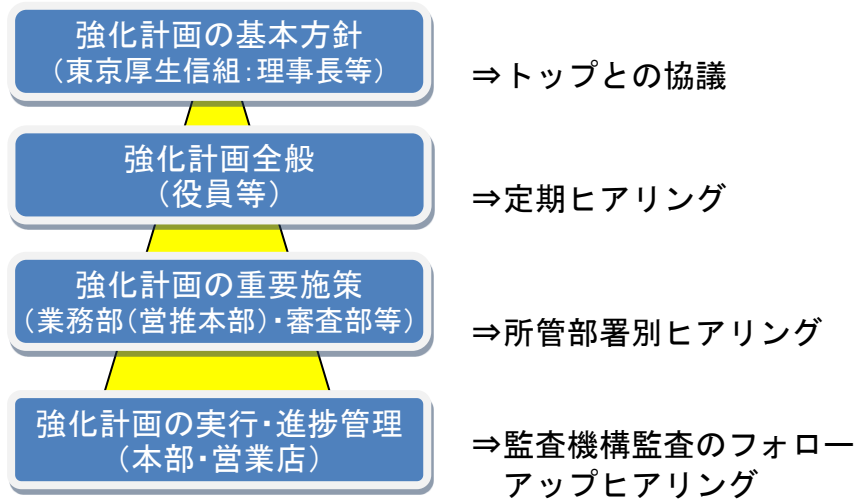 強化計画の基本方針
（東京厚生信組：理事長等）
⇒トップとの協議
強化計画全般
（役員等）
⇒定期ヒアリング
強化計画の重要施策
（業務部（営推本部）・審査部等）
⇒所管部署別ヒアリング
強化計画の実行・進捗管理
（本部・営業店）
⇒監査機構監査のフォロー
アップヒアリング